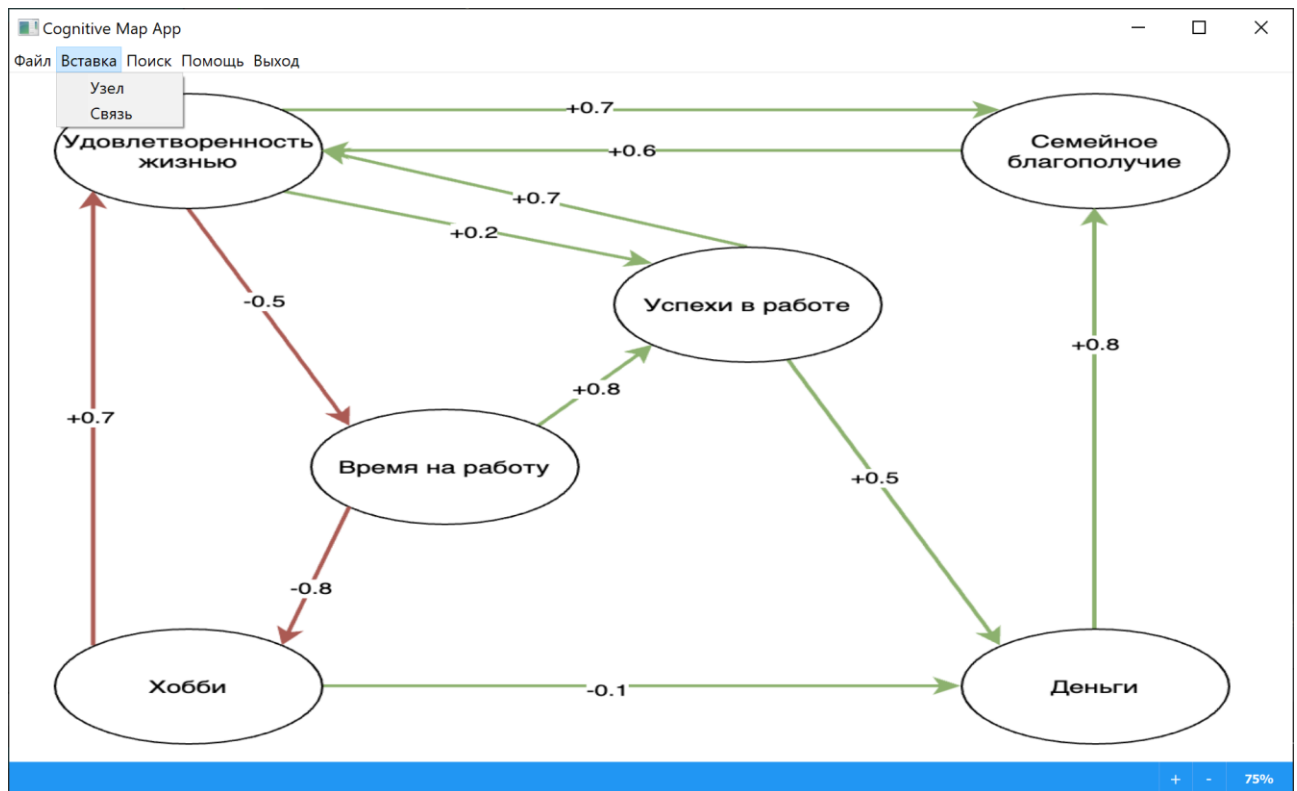 Cognitive Map App
Файл Вставка Поиск Помощь Выход
Узел
Связь
+0.7
Удовлетворенность
жизнью
Семейное
благополучие
+0.6
+0.7
+0.2
-0.5
Успехи в работе
+0.8
+0.8
+0.7
Время на работу
+0.5
-0.8
Хобби
-0.1
Деньги
+ - 75%